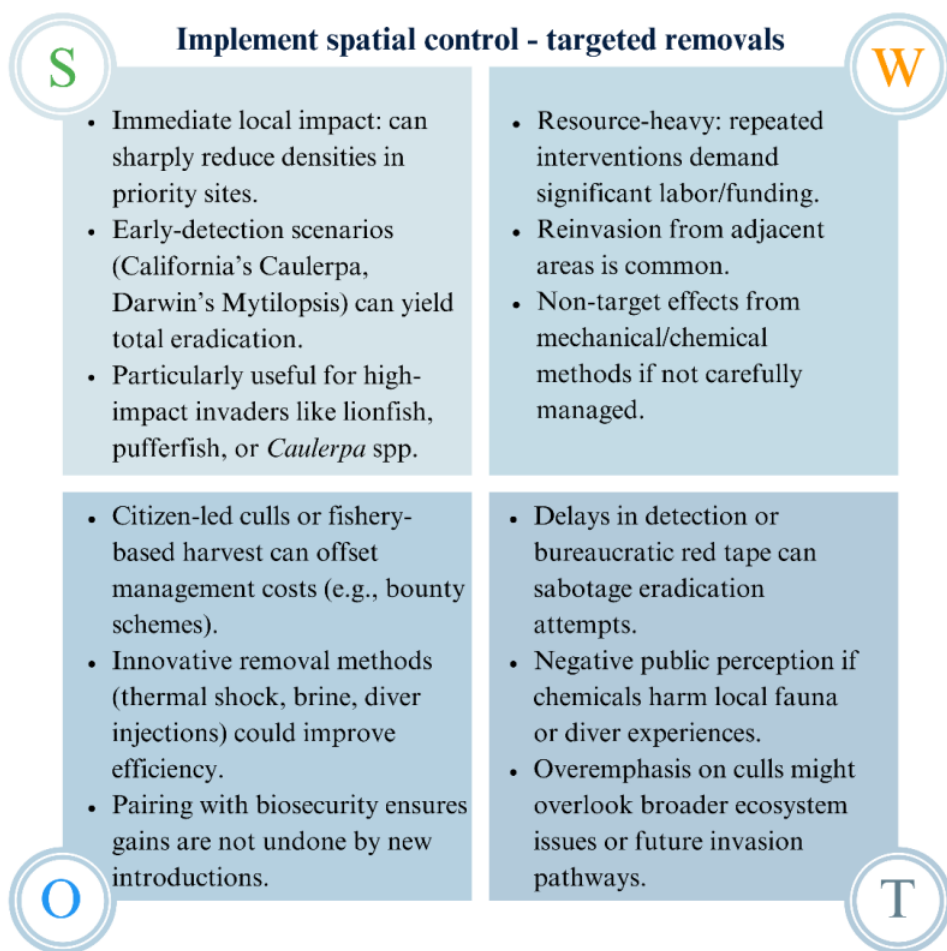 Implement spatial control - targeted removals
S
W
• Immediate local impact: can
sharply reduce densities in
priority sites.
• Early-detection scenarios
(California's Caulerpa,
Darwin's Mytilopsis) can yield
total eradication.
• Particularly useful for high-
impact invaders like lionfish,
pufferfish, or Caulerpa spp.
• Resource-heavy: repeated
interventions demand
significant labor/funding.
• Reinvasion from adjacent
areas is common.
• Non-target effects from
mechanical/chemical
methods if not carefully
managed.
• Citizen-led culls or fishery-
based harvest can offset
management costs (e.g., bounty
schemes).
• Innovative removal methods
(thermal shock, brine, diver
injections) could improve
efficiency.
• Pairing with biosecurity ensures
gains are not undone by new
introductions.
• Delays in detection or
bureaucratic red tape can
sabotage eradication
attempts.
• Negative public perception if
chemicals harm local fauna
or diver experiences.
• Overemphasis on culls might
overlook broader ecosystem
issues or future invasion
pathways.
O
T